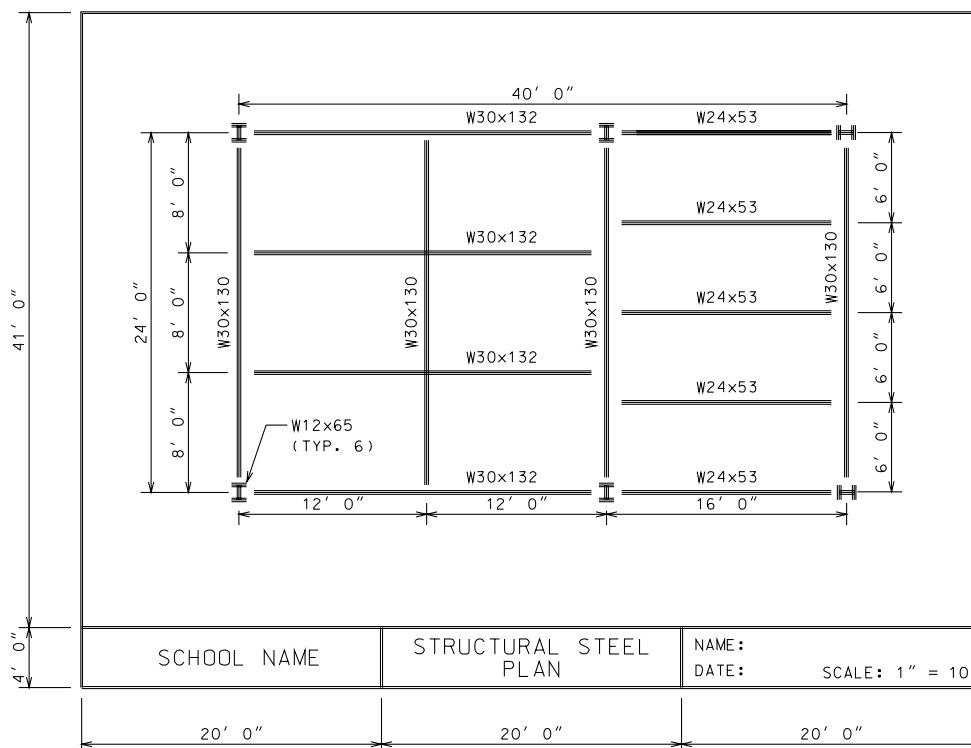 40' 0"
W30x132
W24x53
8' 0"
6' 0"
W24x53
W30x132
24' 0"
8' 0"
W30x130
W30x130
W30x130
W30x130
6' 0"
W24x53
41' 0"
W30x132
6' 0"
W24x53
8' 0"
W12x65
(TYP. 6)
6' 0"
W30x132
W24x53
12' 0"
12' 0"
16' 0"
4' 0"
SCHOOL NAME
STRUCTURAL STEEL
PLAN
NAME:
DATE:
SCALE: 1" = 10
20' 0"
20' 0"
20' 0"